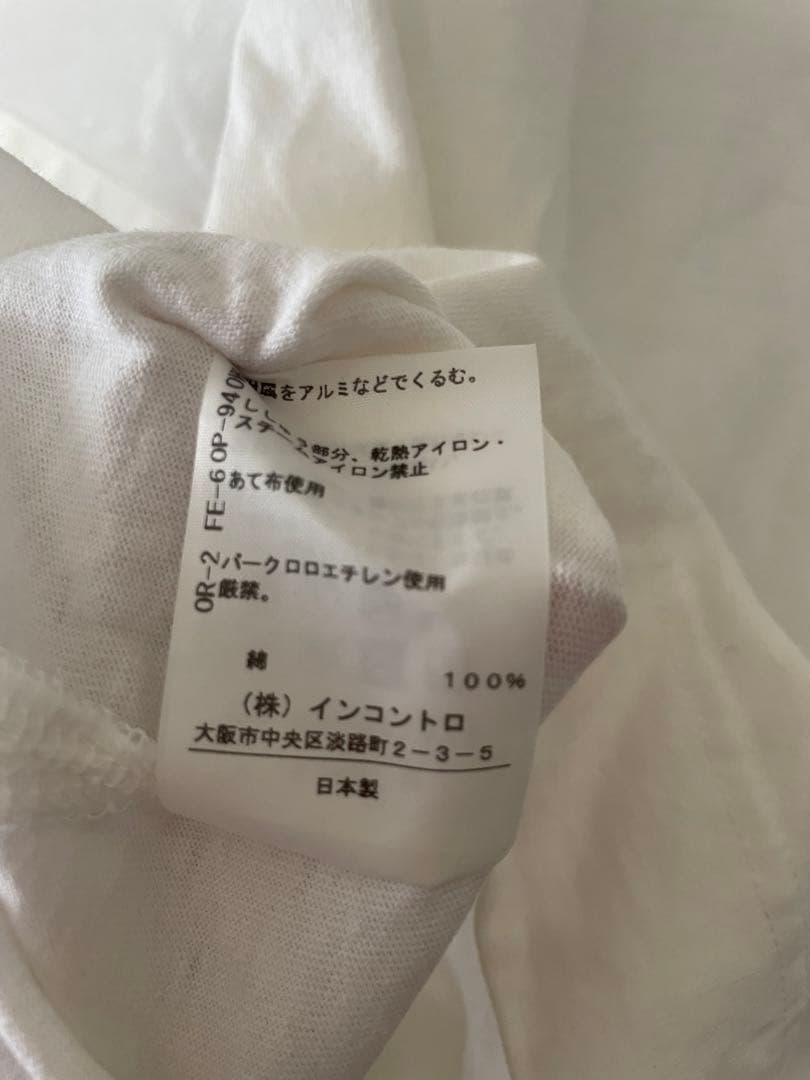 属をアルミなどでくるむ。
部分、乾熱アイロン・
アイロン禁止
あて布使用
パークロロエチレン使用
厳禁。
綿 100%
(株)インコントロ
大阪市中央区淡路町2-3-5
日本製
OR-2 FE-6 OP-940